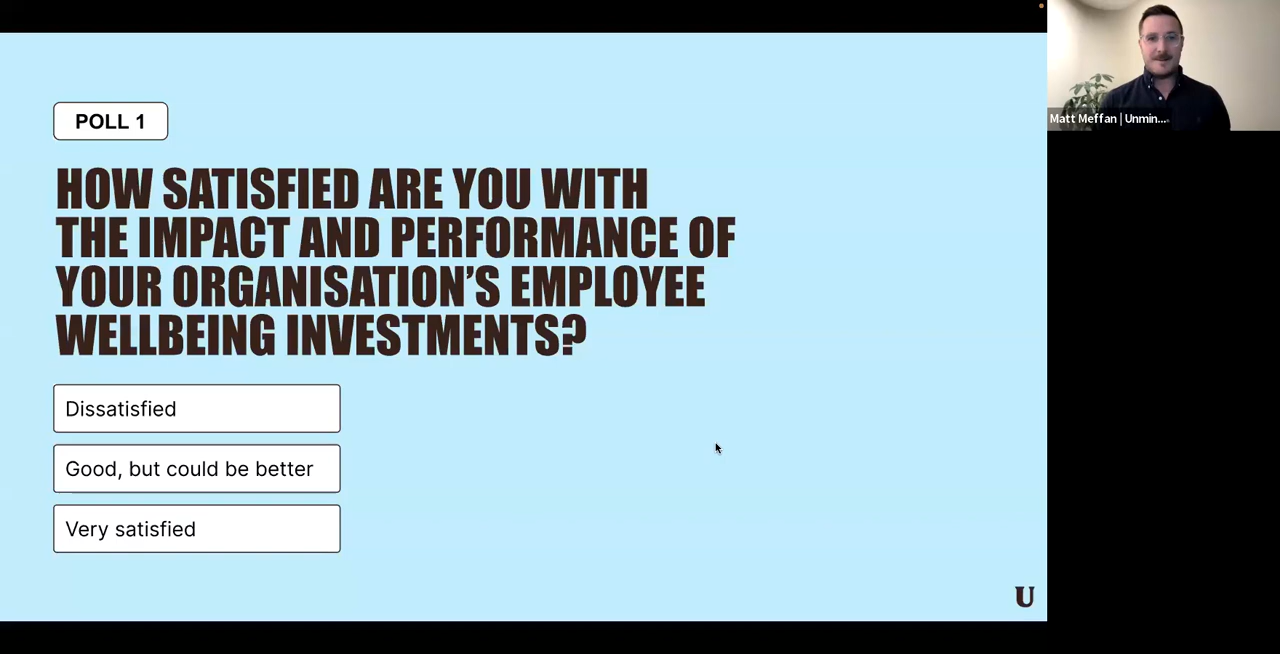 POLL 1
HOW SATISFIED ARE YOU WITH
THE IMPACT AND PERFORMANCE OF
YOUR ORGANISATION’S EMPLOYEE
WELLBEING INVESTMENTS?
Dissatisfied
Good, but could be better
Very satisfied
U
Matt Meffan | Unmin...